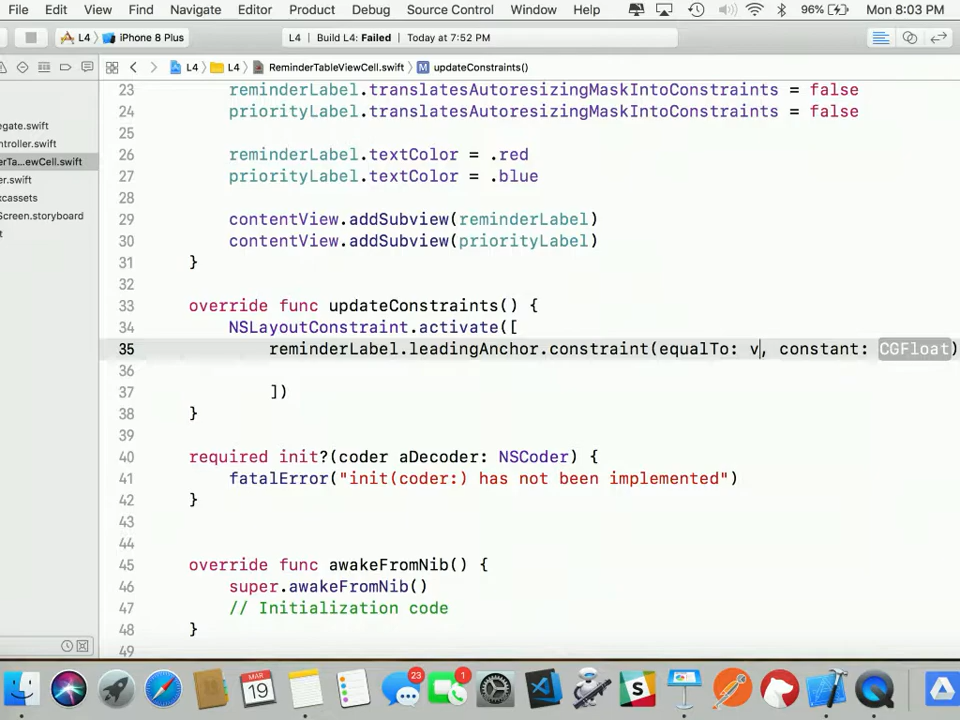 File Edit View Find Navigate Editor Product Debug Source Control Window Help 96% Mon 8:03 PM
L4 iPhone 8 Plus L4 Build L4: Failed Today at 7:52 PM
L4 L4 ReminderTableViewCell.swift M updateConstraints()
egate.swift
ntroller.swift
erTa...ewCell.swift
er.swift
xcassets
Screen.storyboard
t
23 reminderLabel.translatesAutoresizingMaskIntoConstraints = false
24 priorityLabel.translatesAutoresizingMaskIntoConstraints = false
25
26 reminderLabel.textColor = .red
27 priorityLabel.textColor = .blue
28
29 contentView.addSubview(reminderLabel)
30 contentView.addSubview(priorityLabel)
31 }
32
33 override func updateConstraints() {
34 NSLayoutConstraint.activate([
35 reminderLabel.leadingAnchor.constraint(equalTo: v, constant: CGFloat)
36
37 ])
38 }
39
40 required init?(coder aDecoder: NSCoder) {
41 fatalError("init(coder:) has not been implemented")
42 }
43
44
45 override func awakeFromNib() {
46 super.awakeFromNib()
47 // Initialization code
48 }
49
MAR
19
23
1